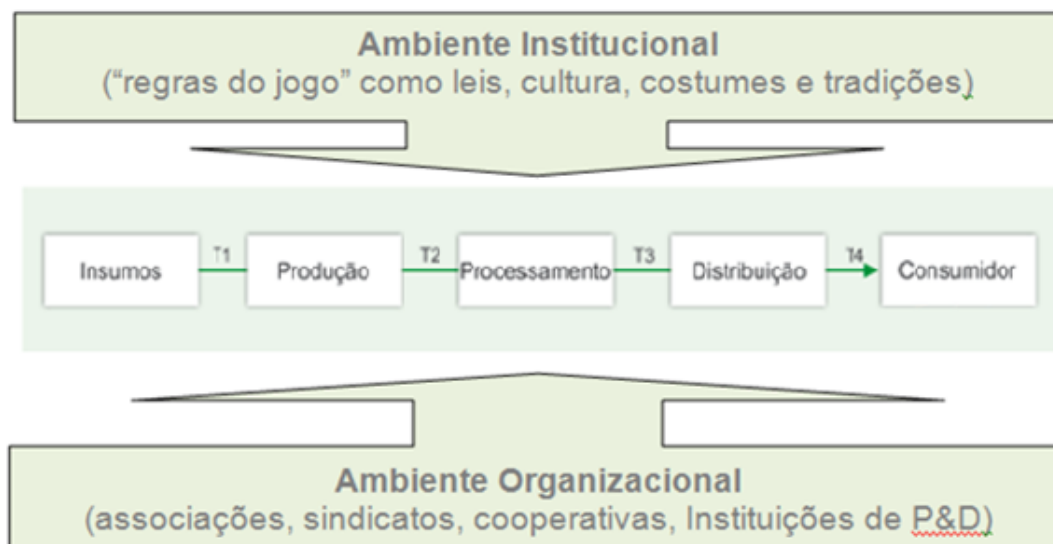 Ambiente Institucional
(“regras do jogo” como leis, cultura, costumes e tradições)
T1 T2 T3 T4
Insumos Produção Processamento Distribuição Consumidor
Ambiente Organizacional
(associações, sindicatos, cooperativas, Instituições de P&D)